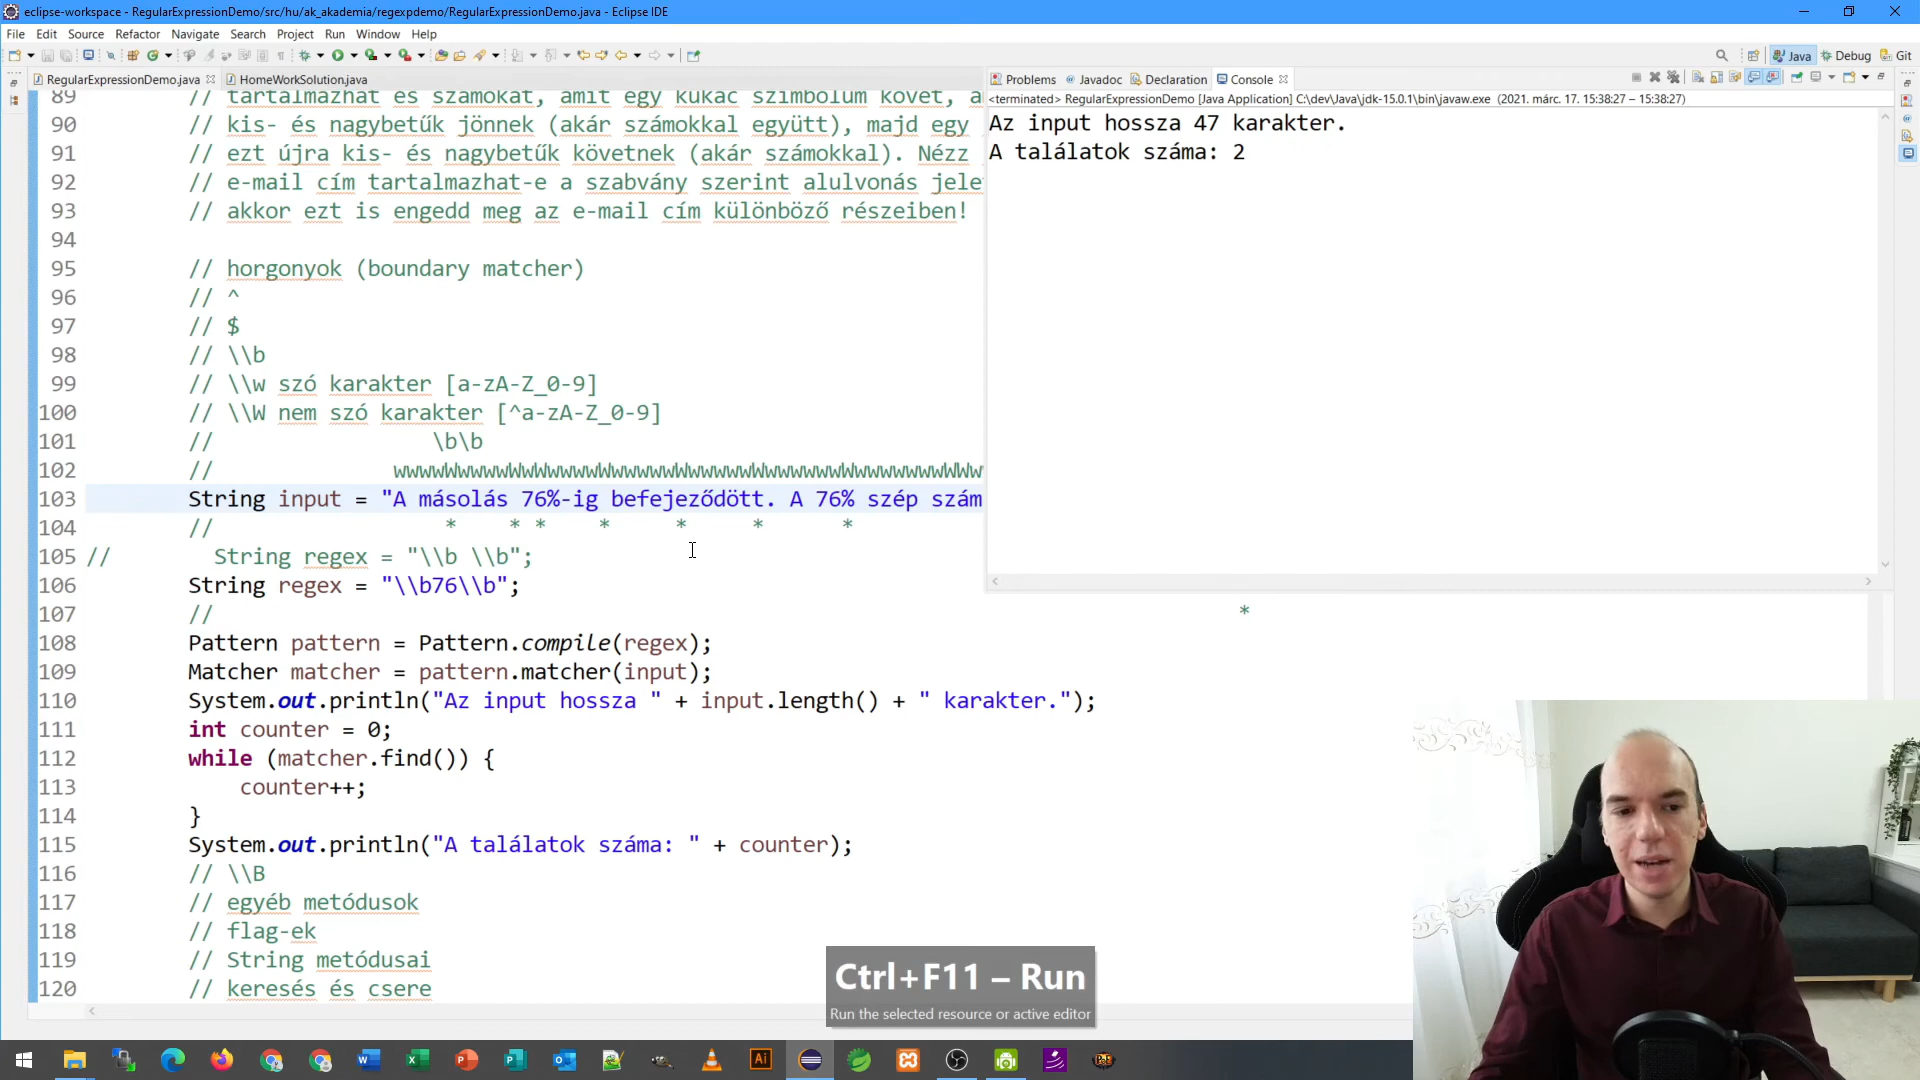 eclipse-workspace - RegularExpressionDemo/src/hu/ak_akademia/regexpdemo/RegularExpressionDemo.java - Eclipse IDE
File Edit Source Refactor Navigate Search Project Run Window Help
Java Debug Git
RegularExpressionDemo.java HomeWorkSolution.java
Problems Javadoc Declaration Console
<terminated> RegularExpressionDemo [Java Application] C:\dev\Java\jdk-15.0.1\bin\javaw.exe (2021. márc. 17. 15:38:27 – 15:38:27)
Az input hossza 47 karakter.
A találatok száma: 2
89 // tartalmazhat és számokat, amit egy kukac szimbólum követ, a
90 // kis- és nagybetűk jönnek (akár számokkal együtt), majd egy
91 // ezt újra kis- és nagybetűk követnek (akár számokkal). Nézz
92 // e-mail cím tartalmazhat-e a szabvány szerint alulvonás jele
93 // akkor ezt is engedd meg az e-mail cím különböző részeiben!
94
95 // horgonyok (boundary matcher)
96 // ^
97 // $
98 // \\b
99 // \\w szó karakter [a-zA-Z_0-9]
100 // \\W nem szó karakter [^a-zA-Z_0-9]
101 // \b\b
102 //
103 String input = "A másolás 76%-ig befejeződött. A 76% szép szám
104 // * * * * * * *
105 // String regex = "\\b \\b";
106 String regex = "\\b76\\b";
107 // *
108 Pattern pattern = Pattern.compile(regex);
109 Matcher matcher = pattern.matcher(input);
110 System.out.println("Az input hossza " + input.length() + " karakter.");
111 int counter = 0;
112 while (matcher.find()) {
113 counter++;
114 }
115 System.out.println("A találatok száma: " + counter);
116 // \\B
117 // egyéb metódusok
118 // flag-ek
119 // String metódusai
120 // keresés és csere
Ctrl+F11 – Run
Run the selected resource or active editor